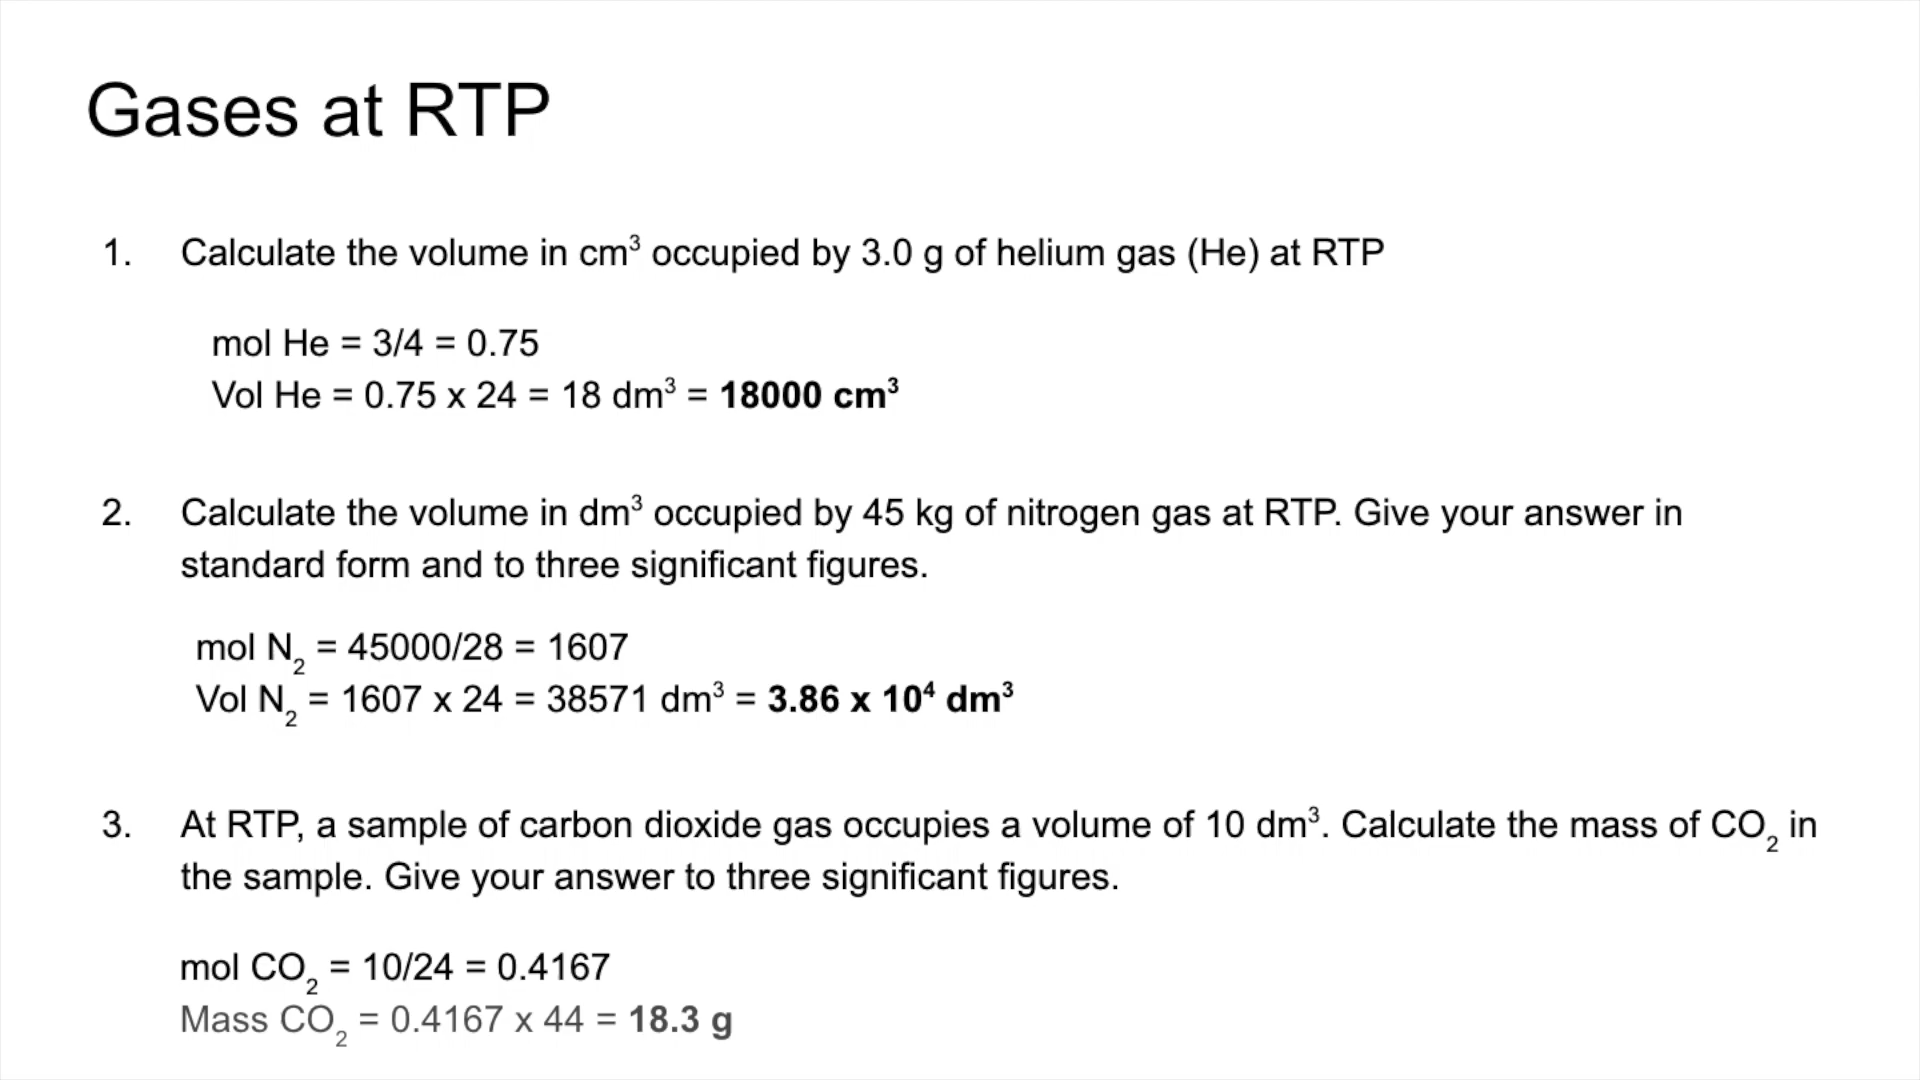 Gases at RTP
1. Calculate the volume in cm³ occupied by 3.0 g of helium gas (He) at RTP
mol He = 3/4 = 0.75
Vol He = 0.75 x 24 = 18 dm³ = 18000 cm³
2. Calculate the volume in dm³ occupied by 45 kg of nitrogen gas at RTP. Give your answer in
standard form and to three significant figures.
mol N₂ = 45000/28 = 1607
Vol N₂ = 1607 x 24 = 38571 dm³ = 3.86 x 10⁴ dm³
3. At RTP, a sample of carbon dioxide gas occupies a volume of 10 dm³. Calculate the mass of CO₂ in
the sample. Give your answer to three significant figures.
mol CO₂ = 10/24 = 0.4167
Mass CO₂ = 0.4167 x 44 = 18.3 g